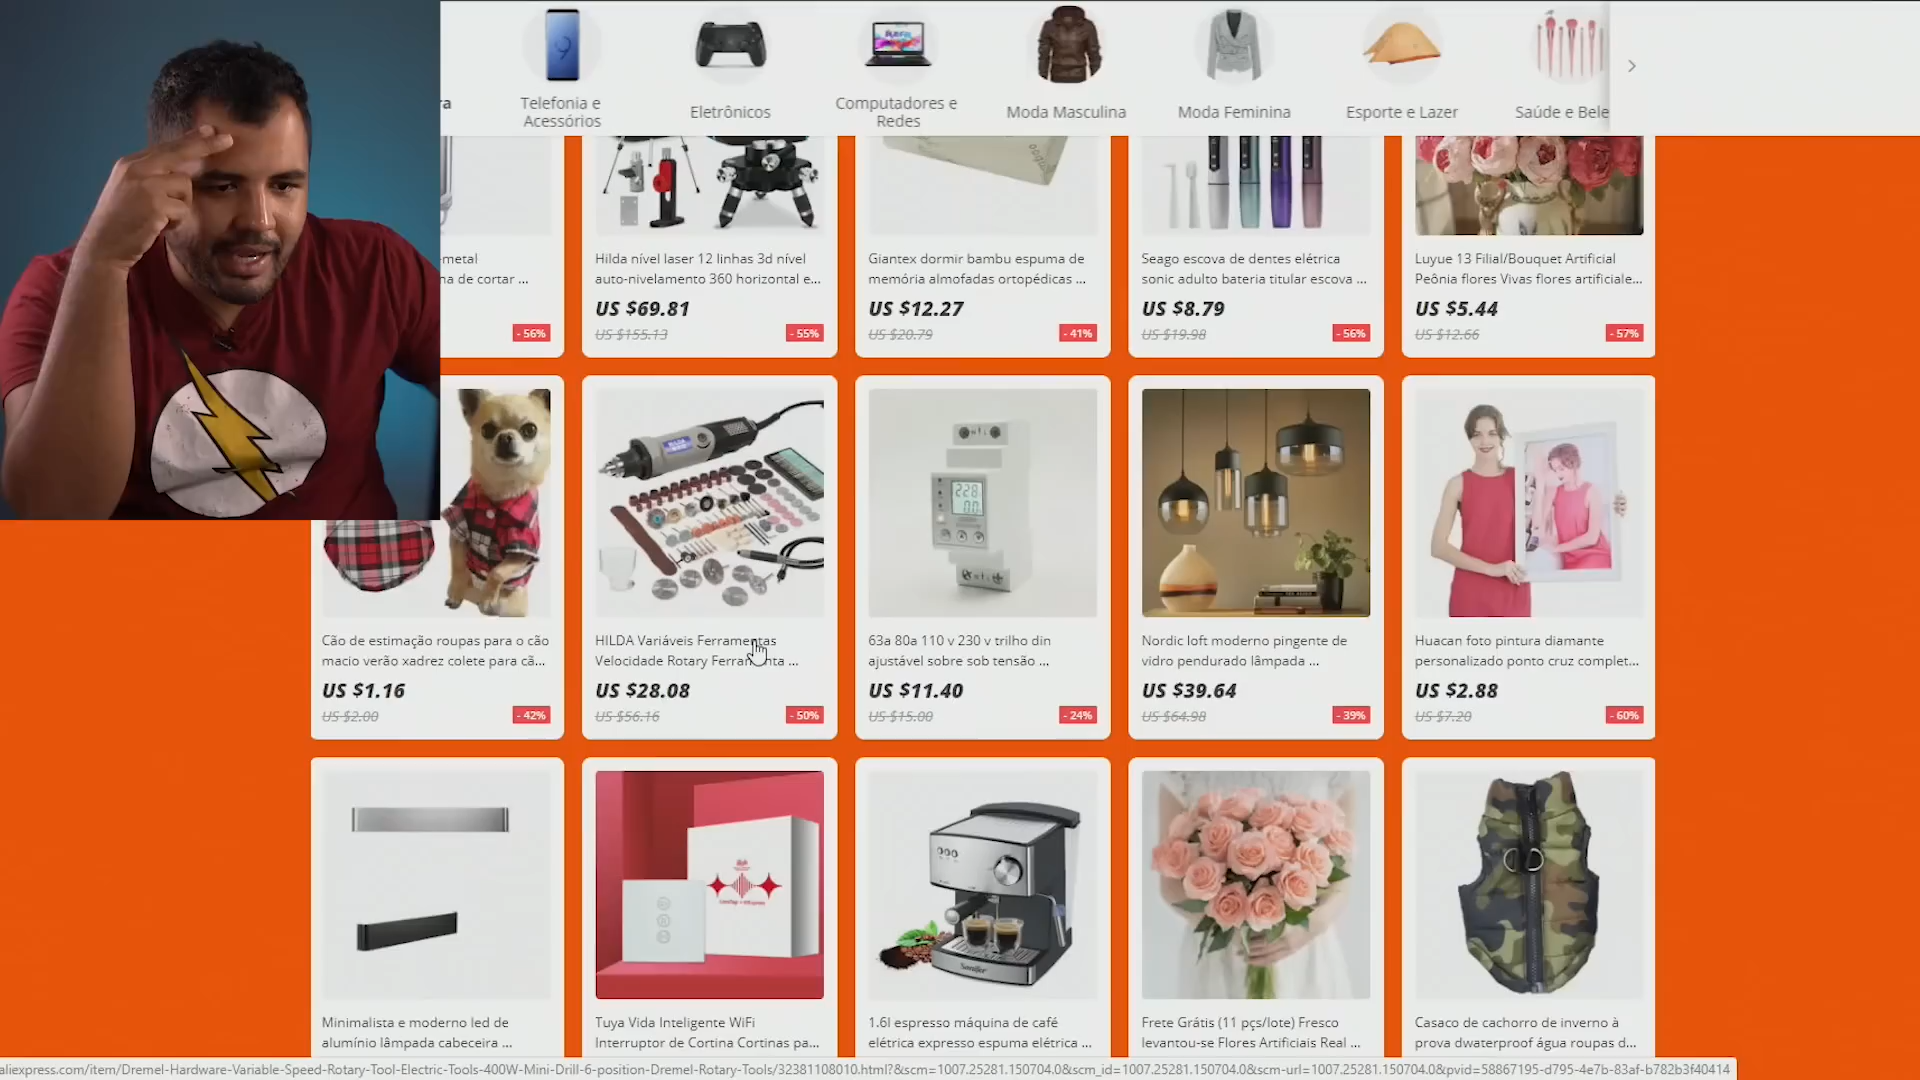 ra
Telefonia e
Acessórios
Eletrônicos
Computadores e
Redes
Moda Masculina
Moda Feminina
Esporte e Lazer
Saúde e Bele
metal
na de cortar ...
- 56%
Hilda nível laser 12 linhas 3d nível
auto-nivelamento 360 horizontal e...
US $69.81
US $155.13
- 55%
Giantex dormir bambu espuma de
memória almofadas ortopédicas ...
US $12.27
US $20.79
- 41%
Seago escova de dentes elétrica
sonic adulto bateria titular escova ...
US $8.79
US $19.98
- 56%
Luyue 13 Filial/Bouquet Artificial
Peônia flores Vivas flores artificiale...
US $5.44
US $12.66
- 57%
Cão de estimação roupas para o cão
macio verão xadrez colete para cã...
US $1.16
US $2.00
- 42%
HILDA Variáveis Ferramentas
Velocidade Rotary Ferramenta ...
US $28.08
US $56.16
- 50%
63a 80a 110 v 230 v trilho din
ajustável sobre sob tensão ...
US $11.40
US $15.00
- 24%
Nordic loft moderno pingente de
vidro pendurado lâmpada ...
US $39.64
US $64.98
- 39%
Huacan foto pintura diamante
personalizado ponto cruz complet...
US $2.88
US $7.20
- 60%
Minimalista e moderno led de
alumínio lâmpada cabeceira ...
Tuya Vida Inteligente WiFi
Interruptor de Cortina Cortinas pa...
Sonifer
1.6l espresso máquina de café
elétrica expresso espuma elétrica ...
Frete Grátis (11 pçs/lote) Fresco
levantou-se Flores Artificiais Real ...
Casaco de cachorro de inverno à
prova dwaterproof água roupas d...
aliexpress.com/item/Dremel-Hardware-Variable-Speed-Rotary-Tool-Electric-Tools-400W-Mini-Drill-6-position-Dremel-Rotary-Tools/32381108010.html?&scm=1007.25281.150704.0&scm_id=1007.25281.150704.0&scm-url=1007.25281.150704.0&pvid=58867195-d795-4e7b-83af-b782b3f40414